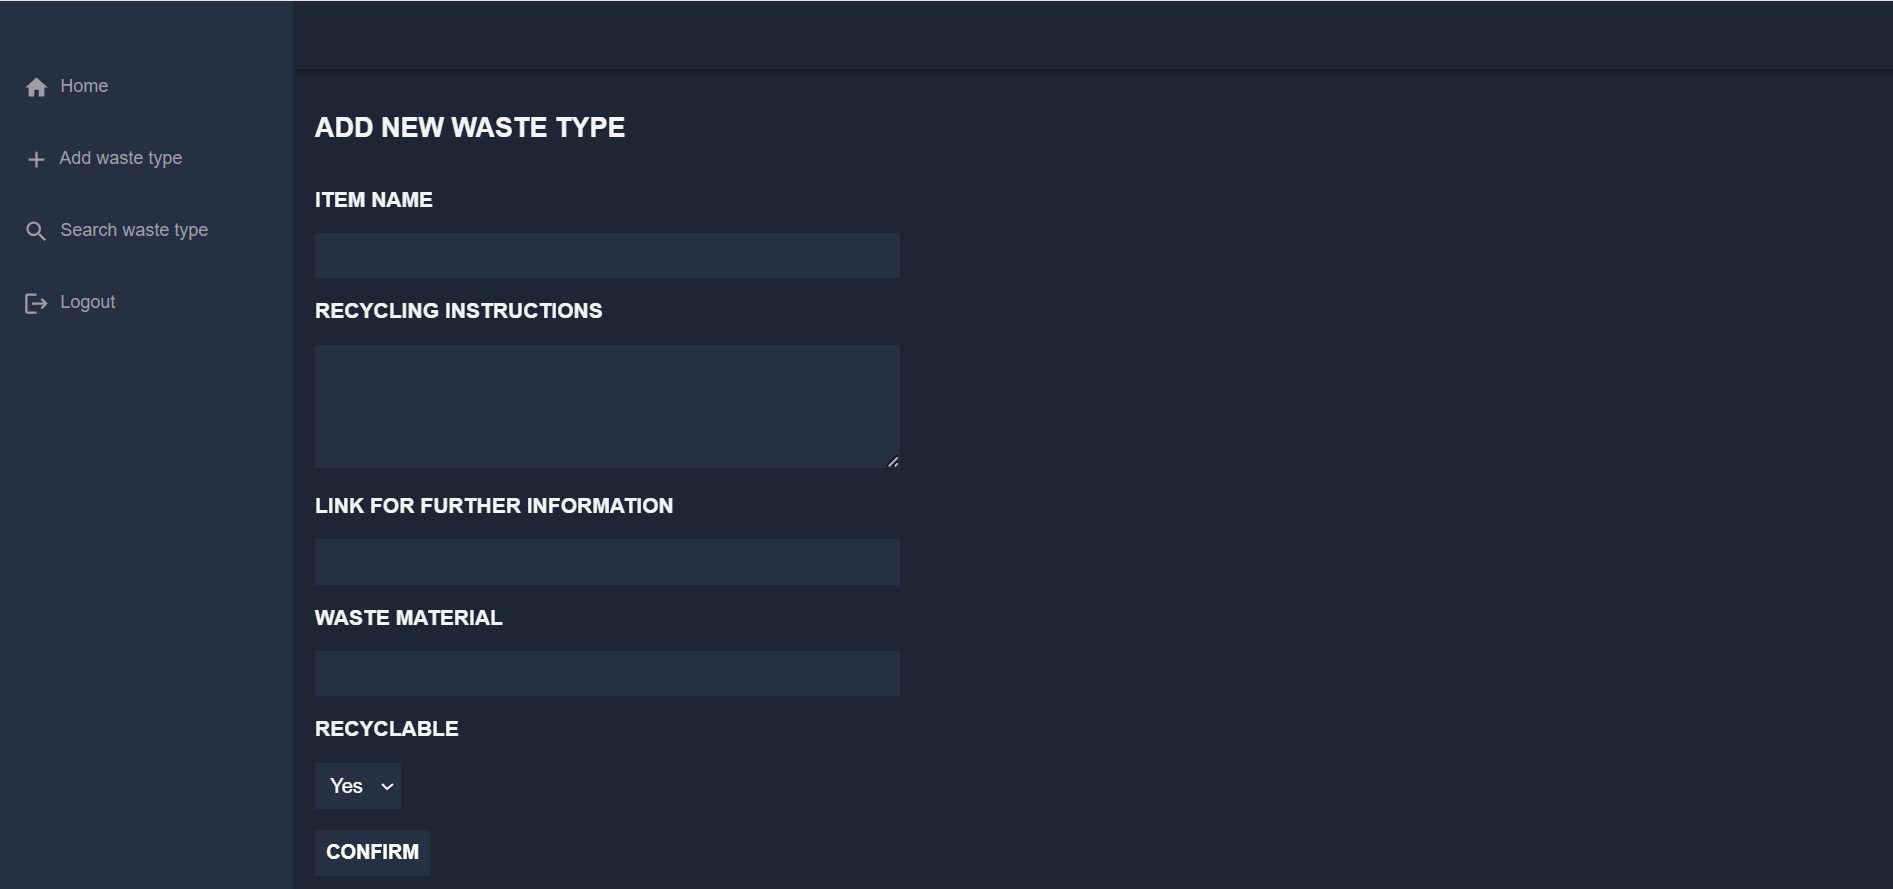 Home
Add waste type
Search waste type
Logout
ADD NEW WASTE TYPE
ITEM NAME
RECYCLING INSTRUCTIONS
LINK FOR FURTHER INFORMATION
WASTE MATERIAL
RECYCLABLE
Yes
CONFIRM